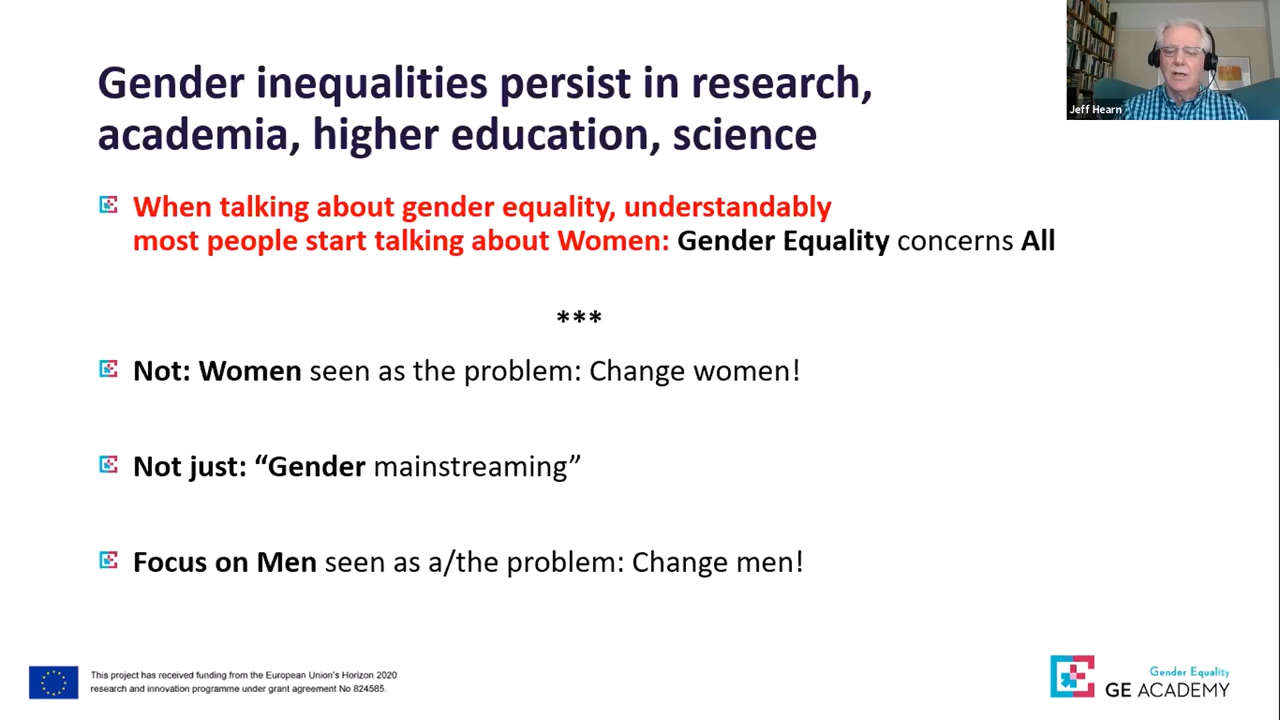 Jeff Hearn
Gender inequalities persist in research,
academia, higher education, science
When talking about gender equality, understandably
most people start talking about Women: Gender Equality concerns All
***
Not: Women seen as the problem: Change women!
Not just: “Gender mainstreaming”
Focus on Men seen as a/the problem: Change men!
This project has received funding from the European Union's Horizon 2020
research and innovation programme under grant agreement No 824585.
Gender Equality
GE ACADEMY